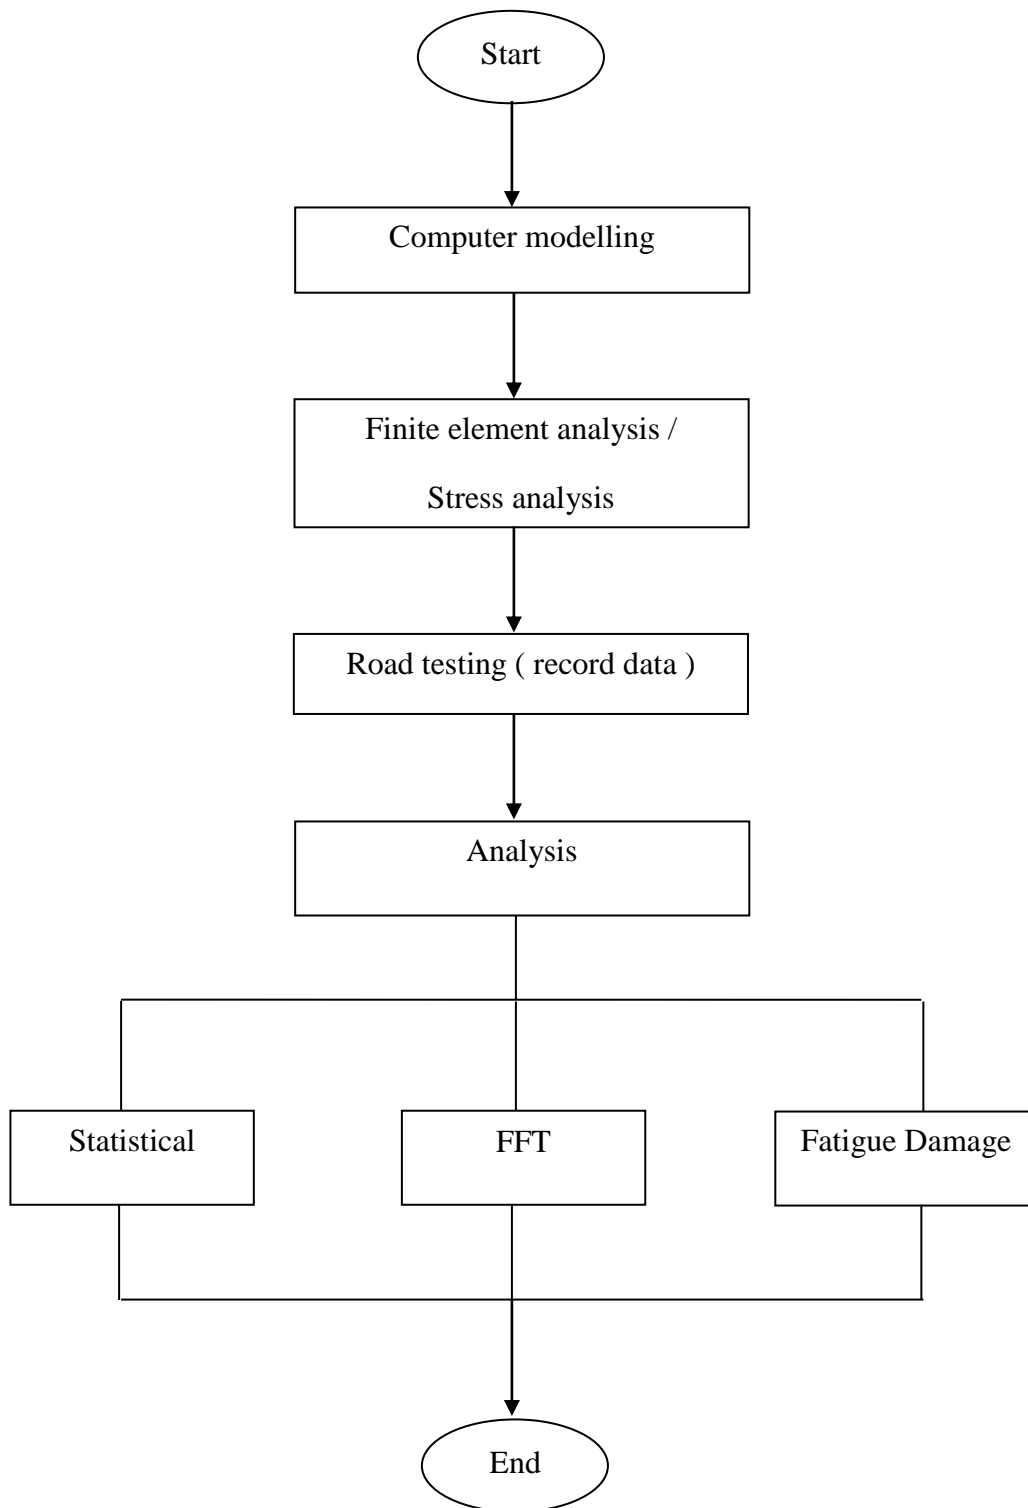 Start
Computer modelling
Finite element analysis /
Stress analysis
Road testing ( record data )
Analysis
Statistical
FFT
Fatigue Damage
End